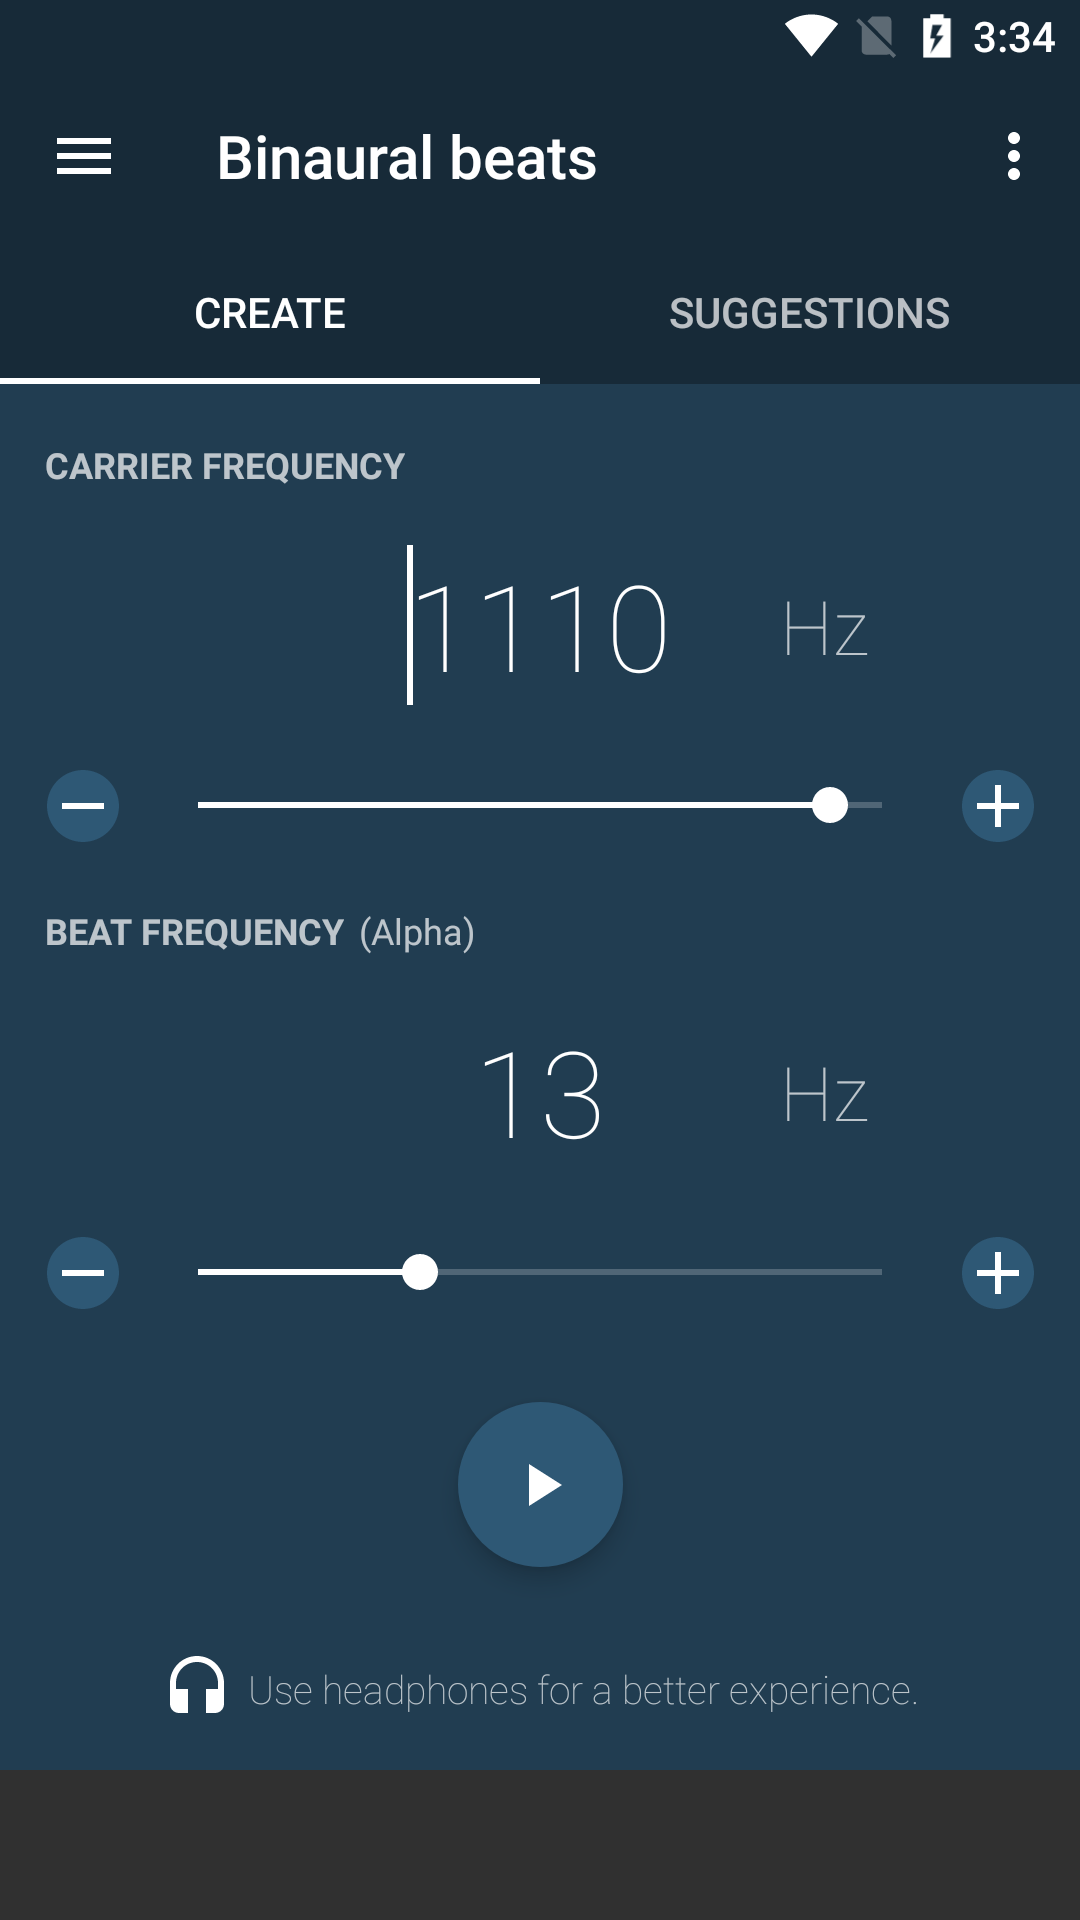 3:34
Binaural beats
CREATE
SUGGESTIONS
CARRIER FREQUENCY
1110 Hz
BEAT FREQUENCY (Alpha)
13 Hz
Use headphones for a better experience.